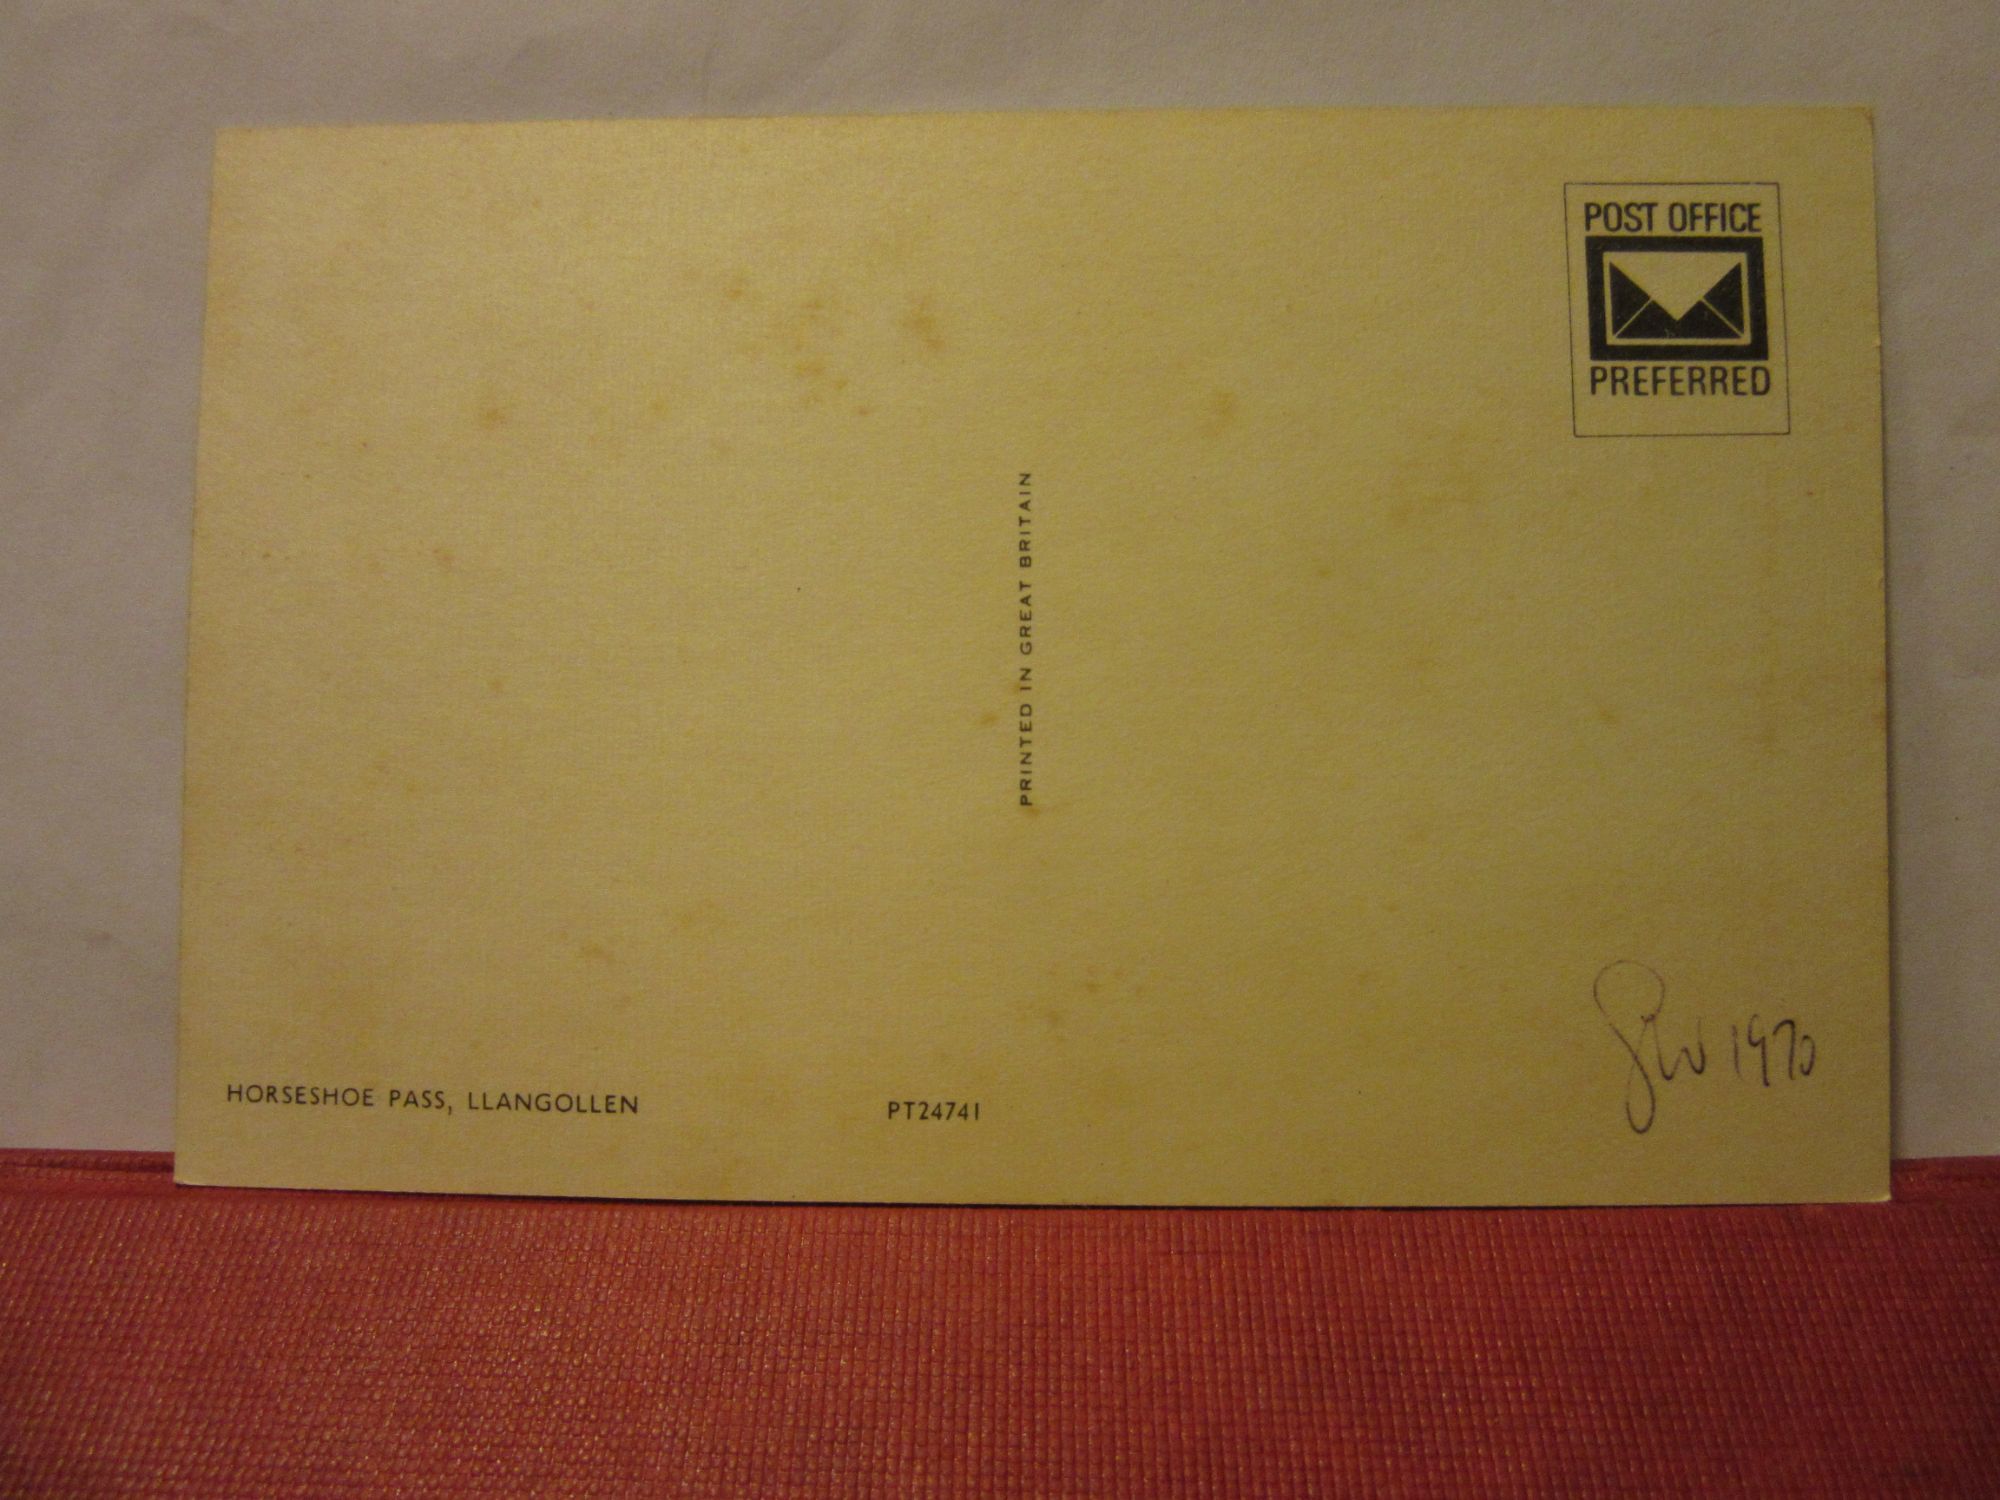 POST OFFICE
PREFERRED
PRINTED IN GREAT BRITAIN
HORSESHOE PASS, LLANGOLLEN
PT24741
1970